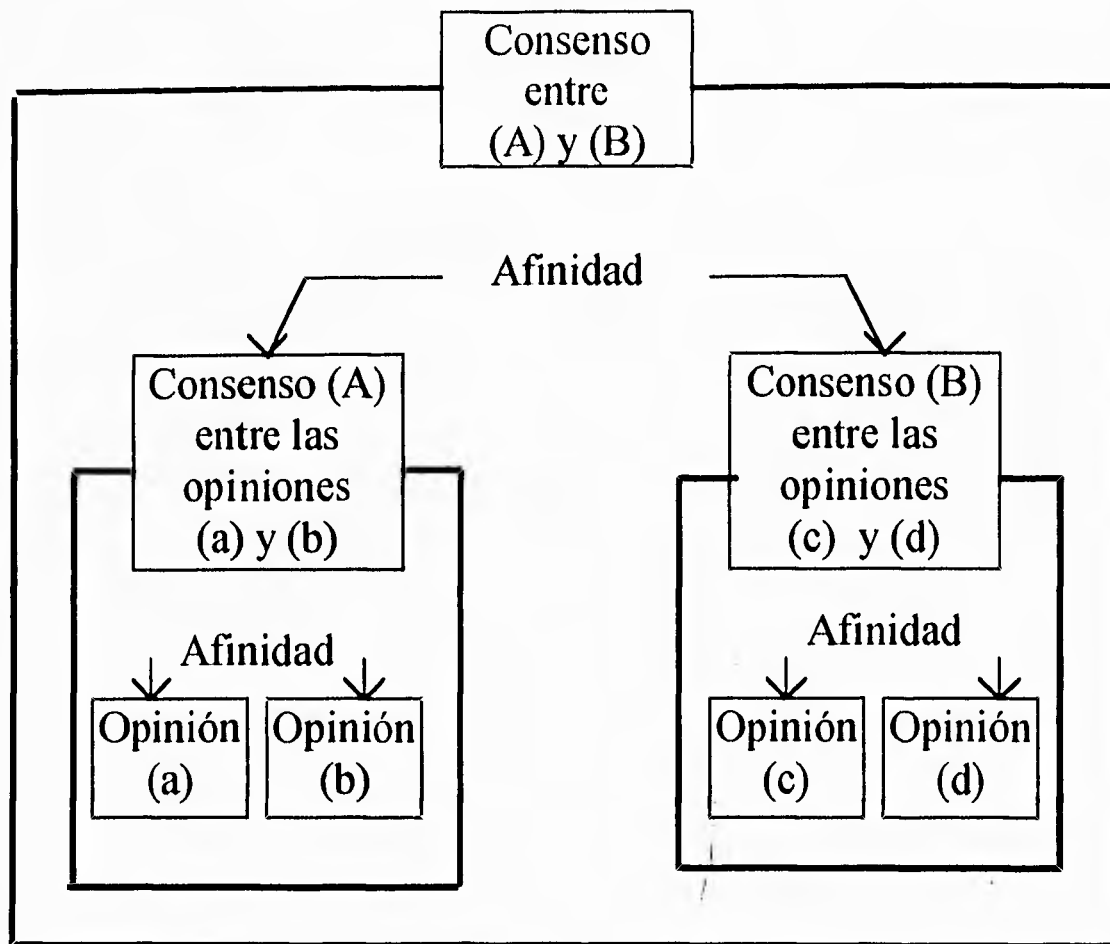 Consenso
entre
(A) y (B)
Afinidad
Consenso (A)
entre las
opiniones
(a) y (b)
Consenso (B)
entre las
opiniones
(c) y (d)
Afinidad
Opinión
(a)
Opinión
(b)
Afinidad
Opinión
(c)
Opinión
(d)